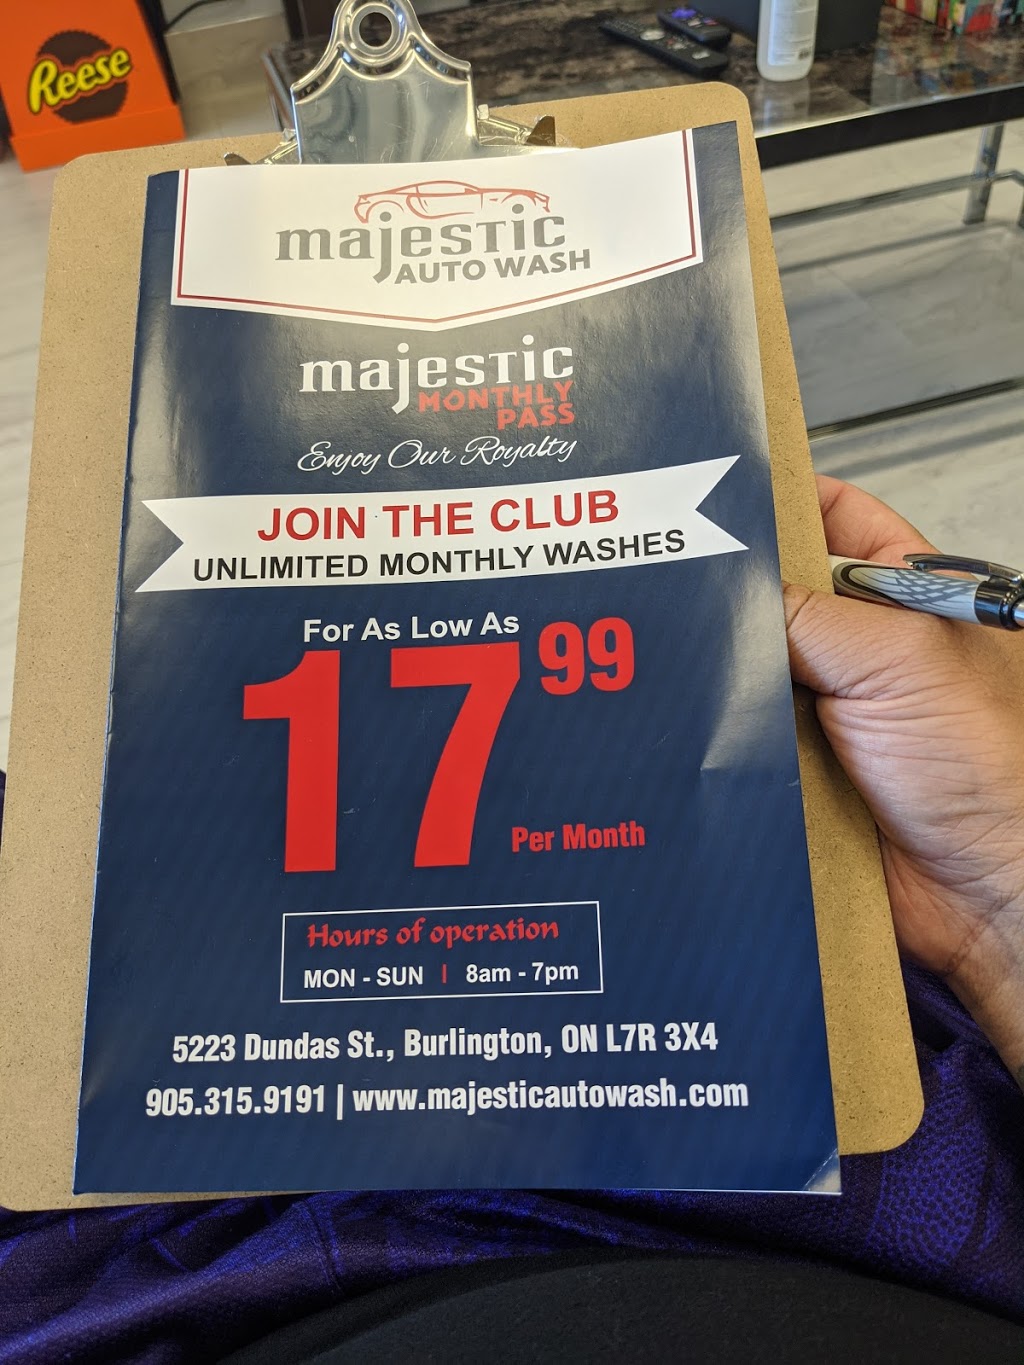 Reese
majestic
AUTO WASH
majestic
MONTHLY
PASS
Enjoy Our Royalty
JOIN THE CLUB
UNLIMITED MONTHLY WASHES
For As Low As
17 99
Per Month
Hours of operation
MON - SUN | 8am - 7pm
5223 Dundas St., Burlington, ON L7R 3X4
905.315.9191 | www.majesticautowash.com